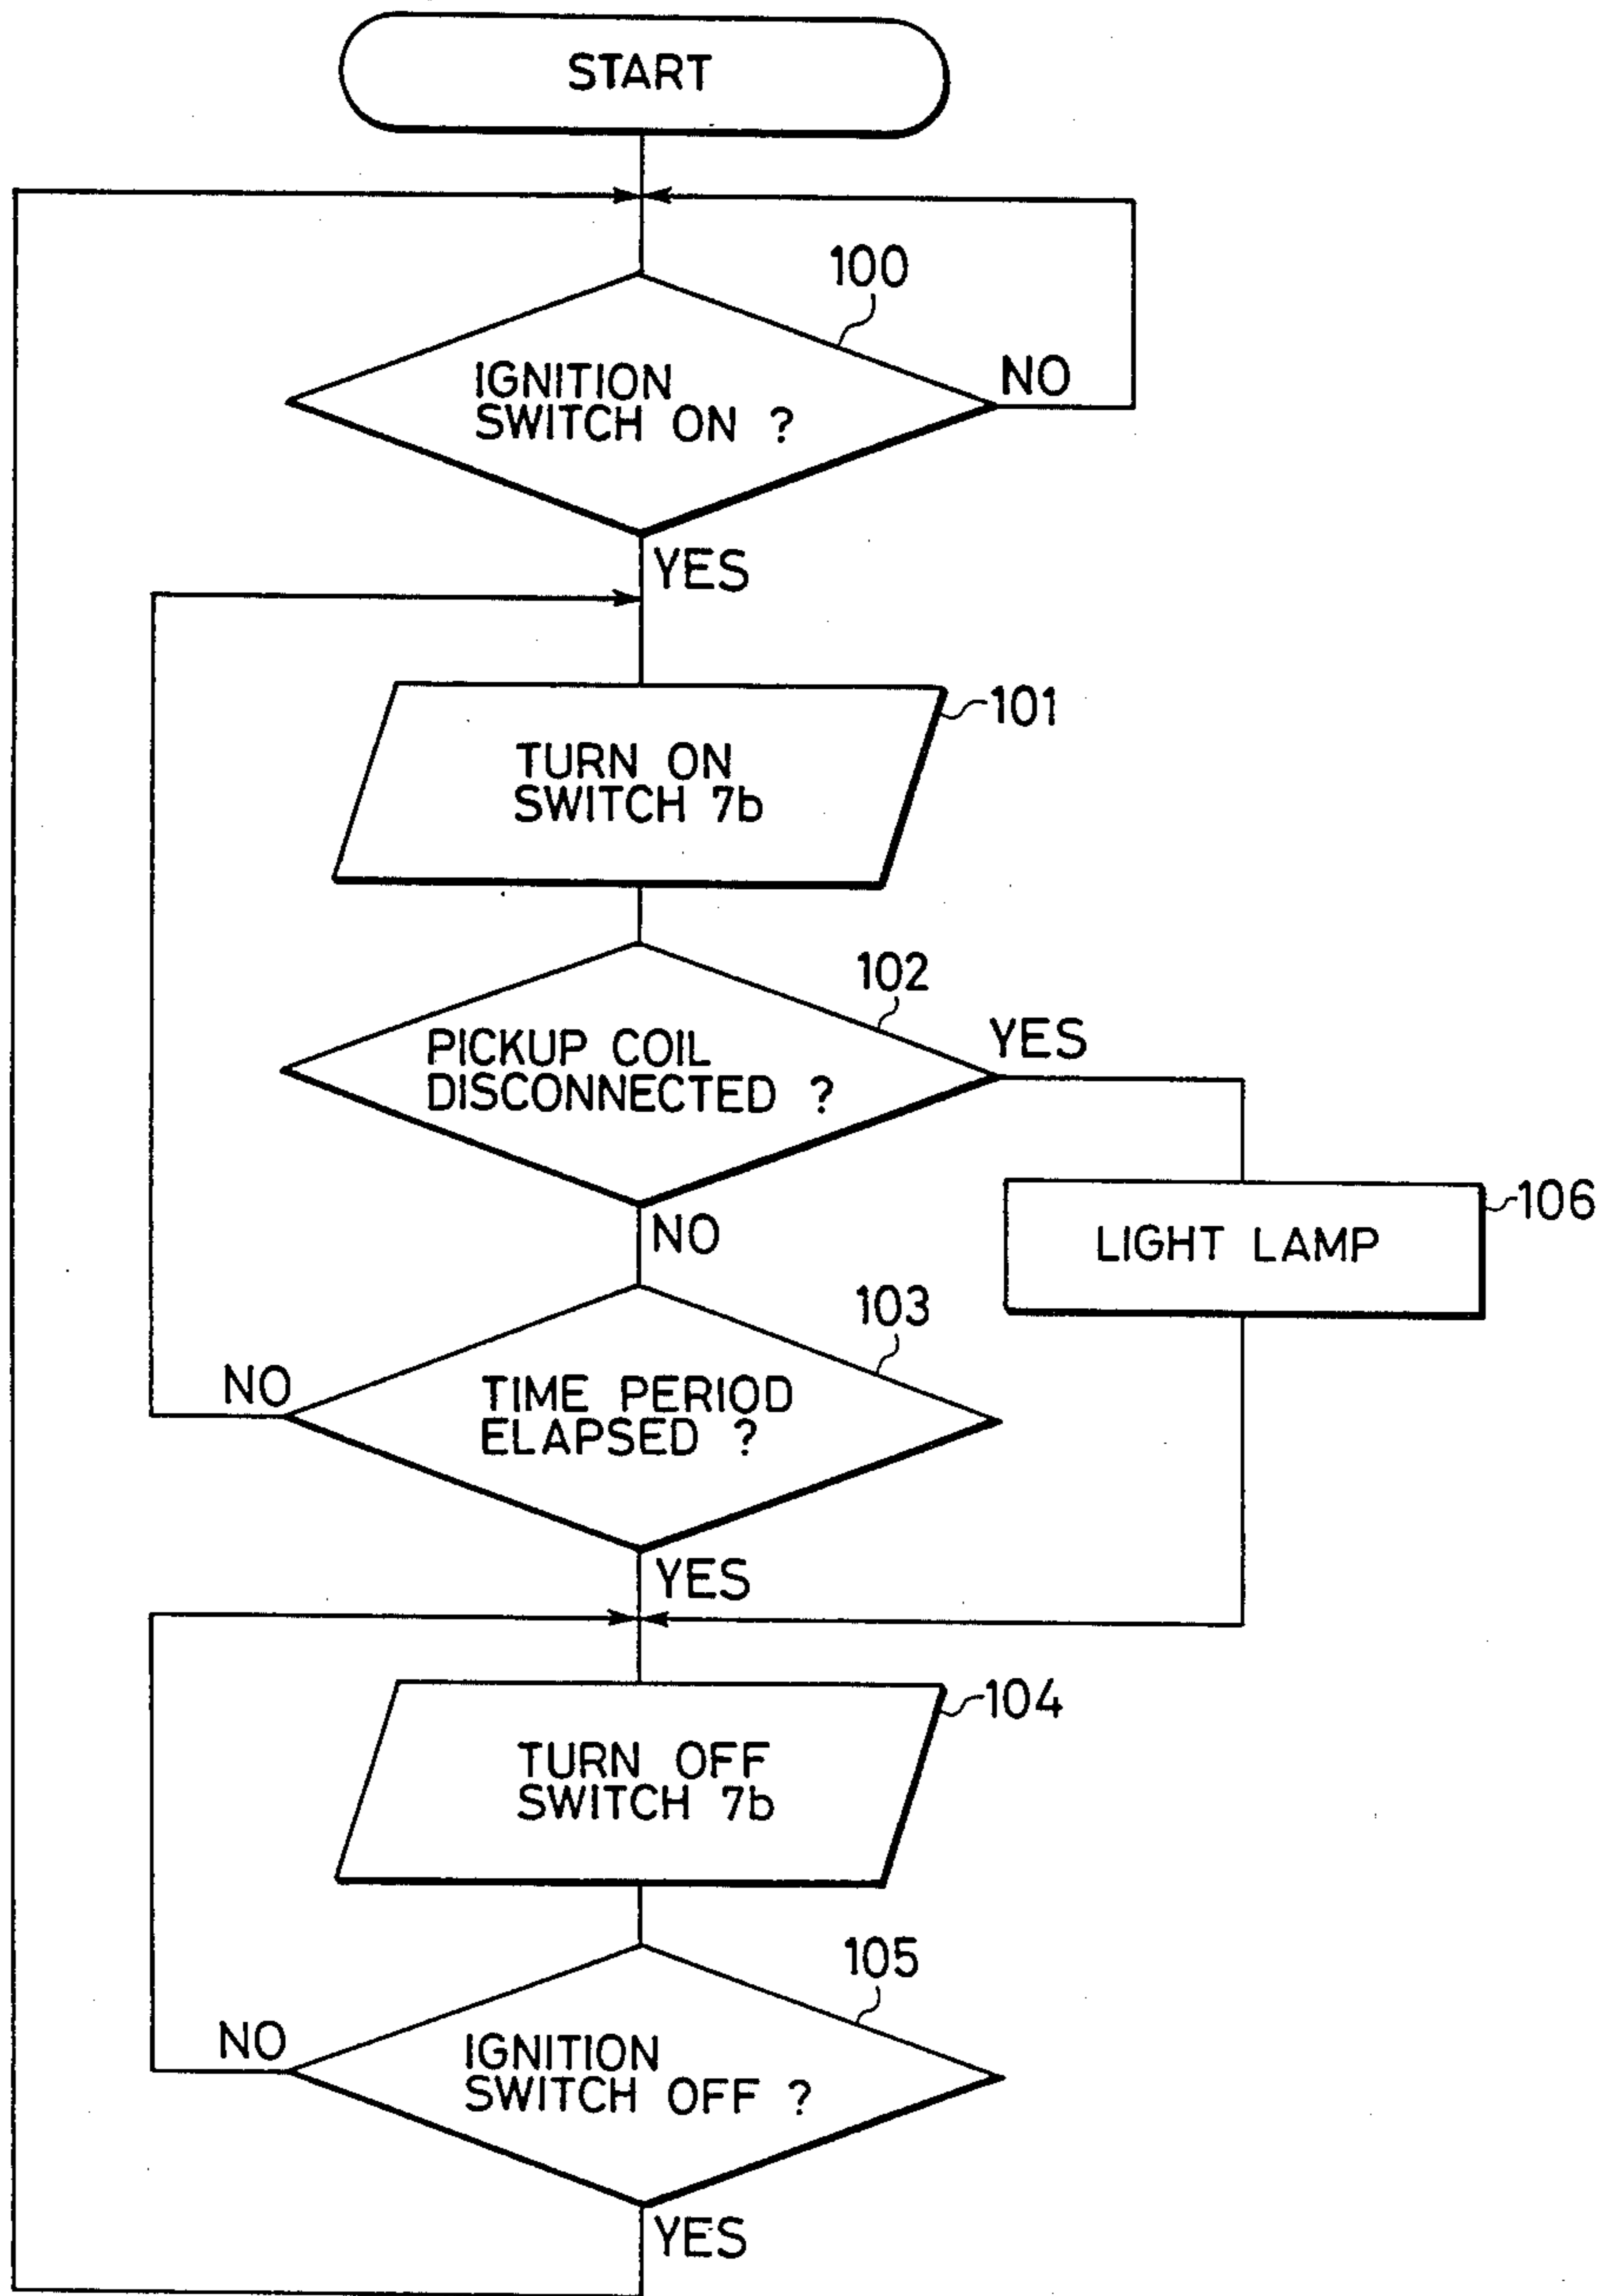 START
100
IGNITION
SWITCH ON ?
NO
YES
101
TURN ON
SWITCH 7b
102
PICKUP COIL
DISCONNECTED ?
YES
106
LIGHT LAMP
NO
103
TIME PERIOD
ELAPSED ?
NO
YES
104
TURN OFF
SWITCH 7b
105
IGNITION
SWITCH OFF ?
NO
YES